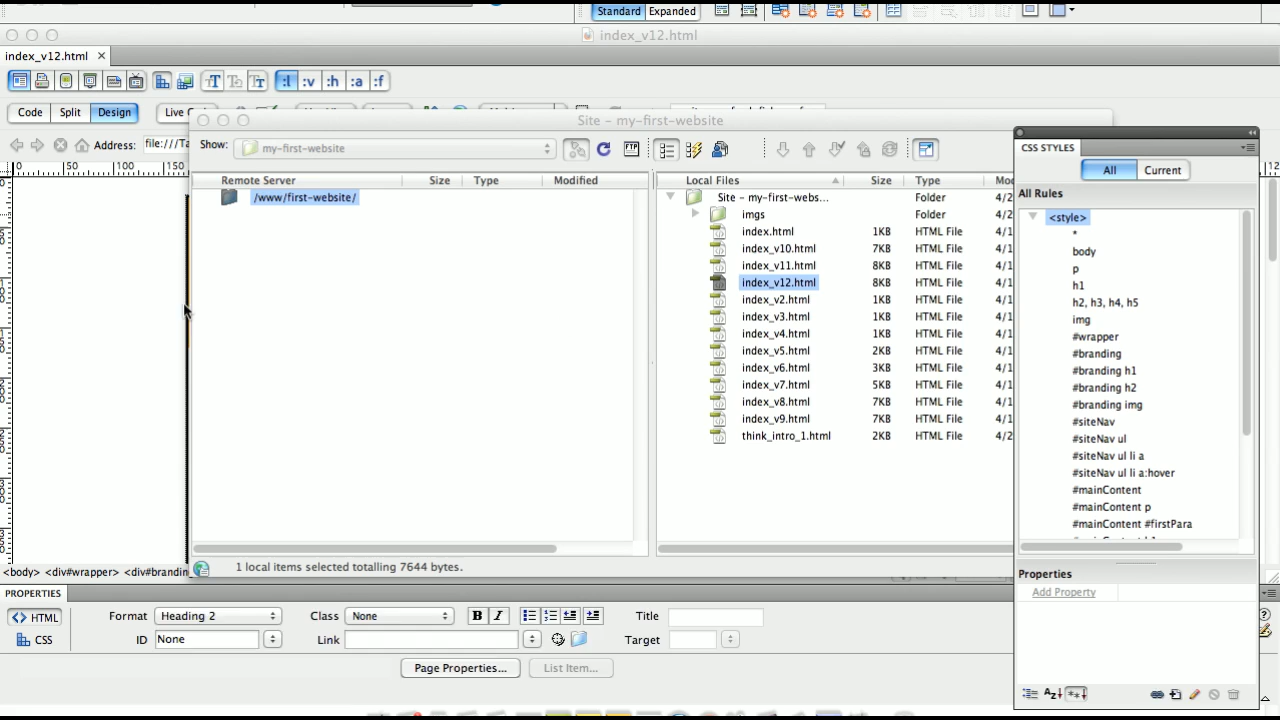 Standard Expanded
index_v12.html
index_v12.html
:l :v :h :a :f
Code Split Design
Site - my-first-website
Address:
Show: my-first-website
FTP
0 50 100 150
Remote Server Size Type Modified
/www/first-website/
Local Files Size Type
Site - my-first-webs... Folder
imgs Folder
index.html 1KB HTML File
index_v10.html 7KB HTML File
index_v11.html 8KB HTML File
index_v12.html 8KB HTML File
index_v2.html 1KB HTML File
index_v3.html 1KB HTML File
index_v4.html 1KB HTML File
index_v5.html 2KB HTML File
index_v6.html 3KB HTML File
index_v7.html 5KB HTML File
index_v8.html 7KB HTML File
index_v9.html 7KB HTML File
think_intro_1.html 2KB HTML File
1 local items selected totalling 7644 bytes.
CSS STYLES
All Current
All Rules
<style>
*
body
p
h1
h2, h3, h4, h5
img
#wrapper
#branding
#branding h1
#branding h2
#branding img
#siteNav
#siteNav ul
#siteNav ul li a
#siteNav ul li a:hover
#mainContent
#mainContent p
#mainContent #firstPara
Properties
Add Property
<body> <div#wrapper> <div#brandin
PROPERTIES
<> HTML Format Heading 2 Class None B I Title
CSS ID None Link Target
Page Properties... List Item...